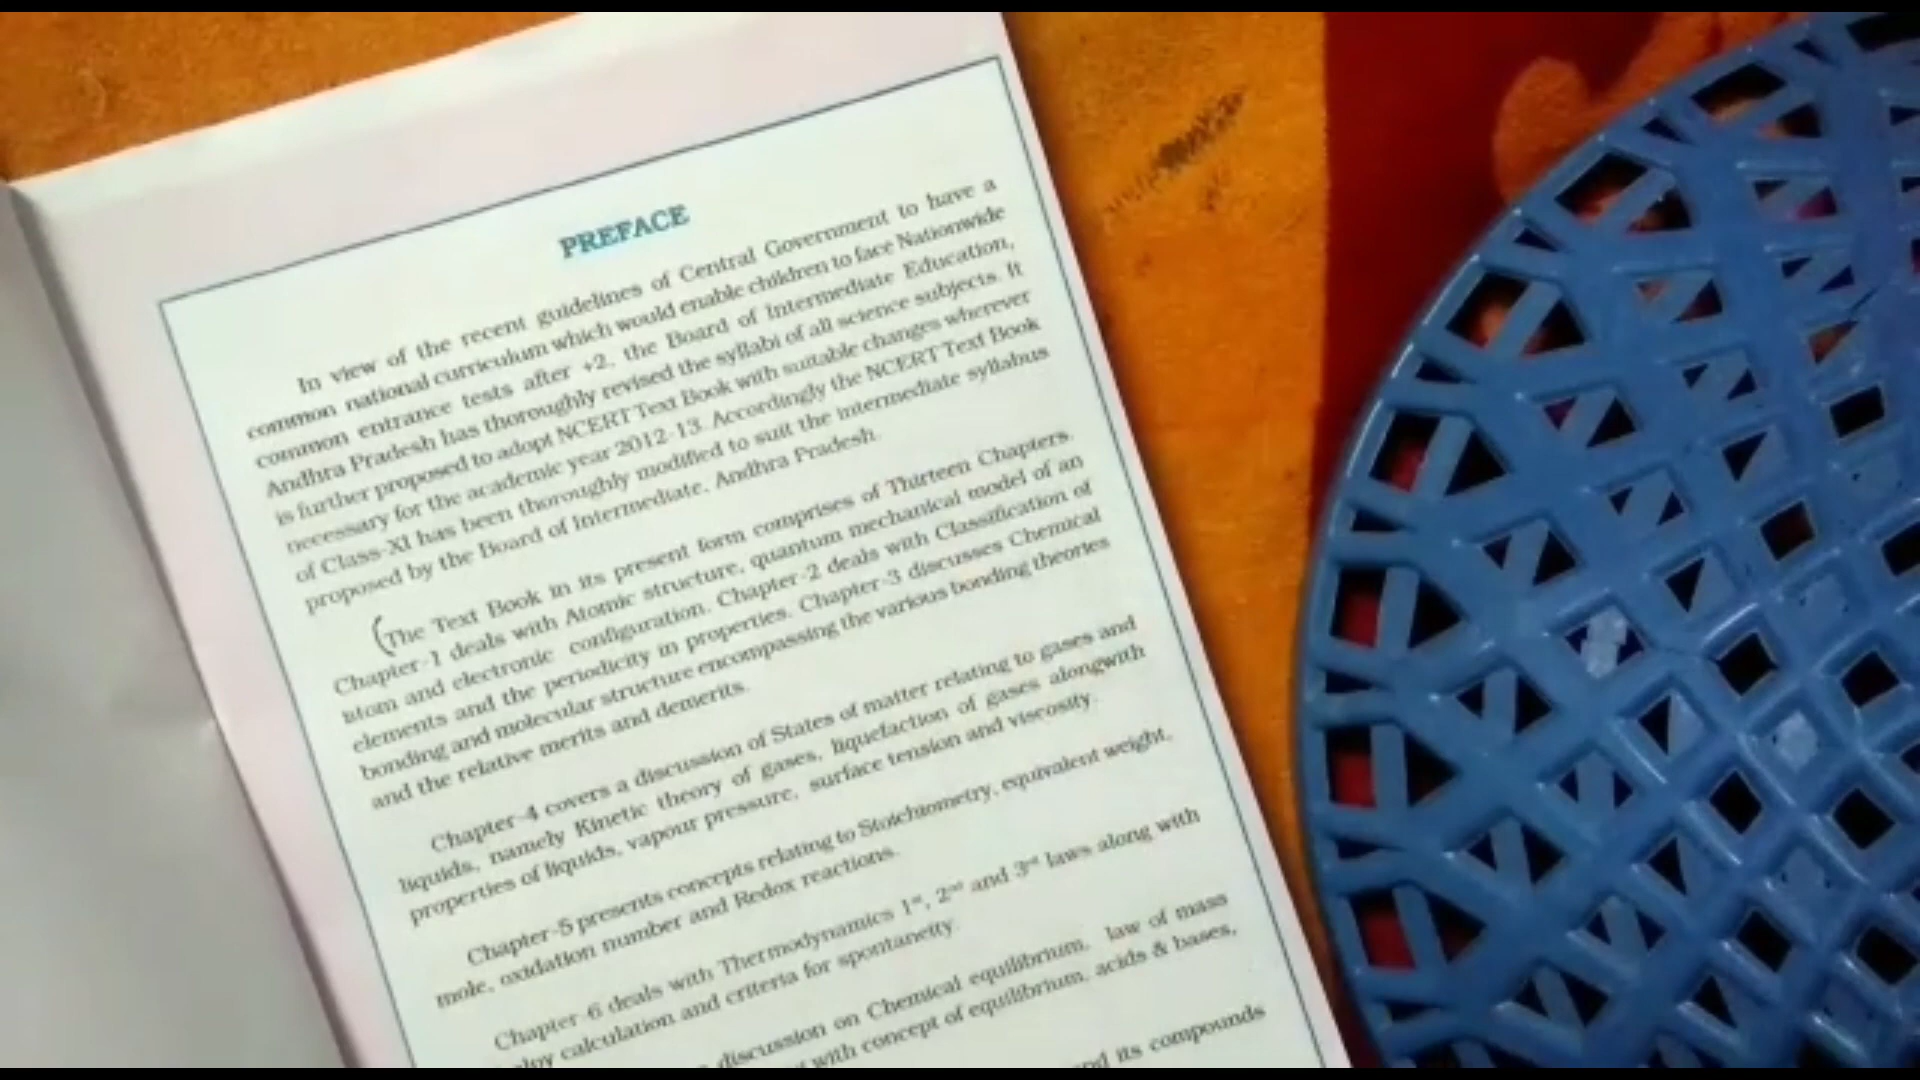 PREFACE
In view of the recent guidelines of Central Government to have a
common national curriculum which would enable children to face Nationwide
common entrance tests after +2, the Board of Intermediate Education,
Andhra Pradesh has thoroughly revised the syllabi of all science subjects. It
is further proposed to adopt NCERT Text Book with suitable changes wherever
necessary for the academic year 2012-13. Accordingly the NCERT Text Book
of Class-XI has been thoroughly modified to suit the intermediate syllabus
proposed by the Board of Intermediate, Andhra Pradesh.
(The Text Book in its present form comprises of Thirteen Chapters.
Chapter-1 deals with Atomic structure, quantum mechanical model of an
atom and electronic configuration. Chapter-2 deals with Classification of
elements and the periodicity in properties. Chapter-3 discusses Chemical
bonding and molecular structure encompassing the various bonding theories
and the relative merits and demerits.
Chapter-4 covers a discussion of States of matter relating to gases and
liquids, namely Kinetic theory of gases, liquefaction of gases alongwith
properties of liquids, vapour pressure, surface tension and viscosity.
Chapter-5 presents concepts relating to Stoichiometry, equivalent weight,
mole, oxidation number and Redox reactions.
Chapter-6 deals with Thermodynamics 1st, 2nd and 3rd laws along with
calculation and criteria for spontaneity.
discussion on Chemical equilibrium, law of mass
with concept of equilibrium, acids & bases,
and its compounds